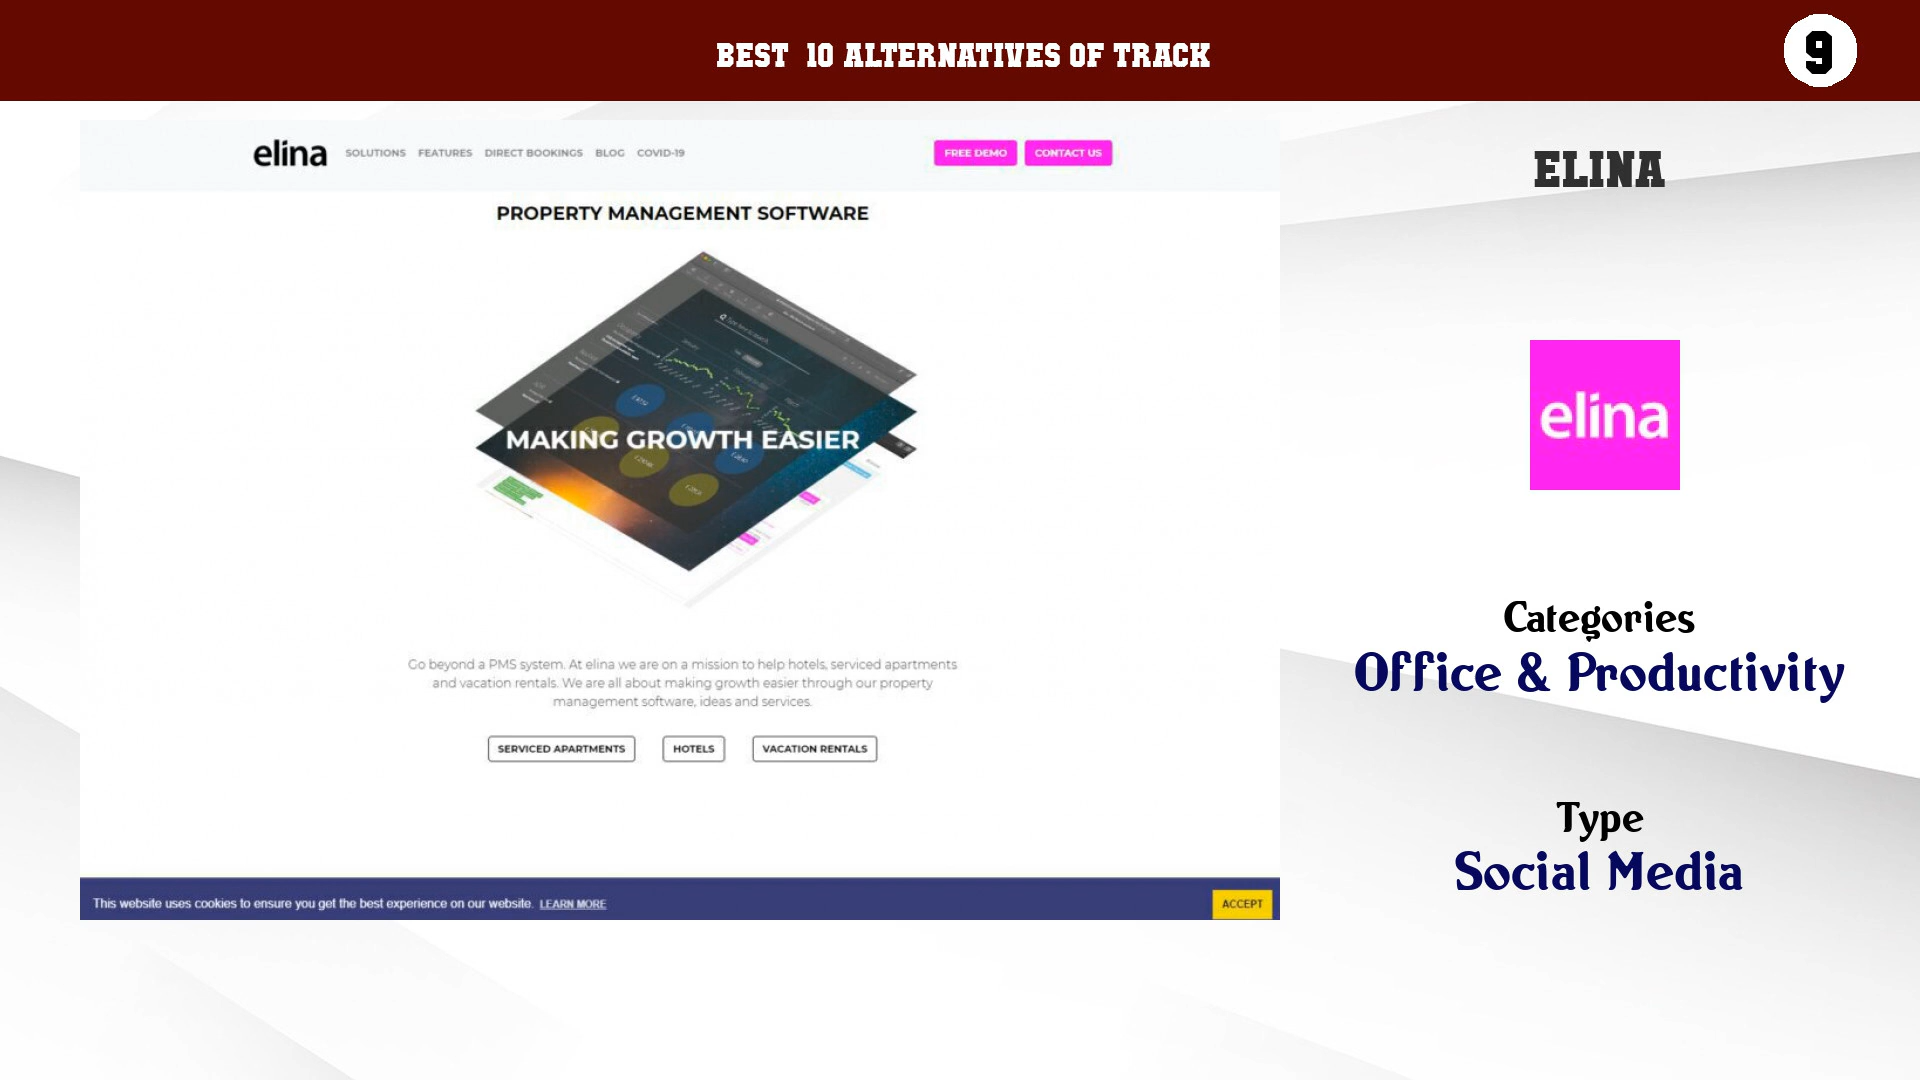 BEST 10 ALTERNATIVES OF TRACK
9
elina
SOLUTIONS FEATURES DIRECT BOOKINGS BLOG COVID-19
FREE DEMO CONTACT US
PROPERTY MANAGEMENT SOFTWARE
MAKING GROWTH EASIER
Go beyond a PMS system. At elina we are on a mission to help hotels, serviced apartments
and vacation rentals. We are all about making growth easier through our property
management software, ideas and services.
SERVICED APARTMENTS HOTELS VACATION RENTALS
This website uses cookies to ensure you get the best experience on our website. LEARN MORE
ACCEPT
ELINA
elina
Categories
Office & Productivity
Type
Social Media